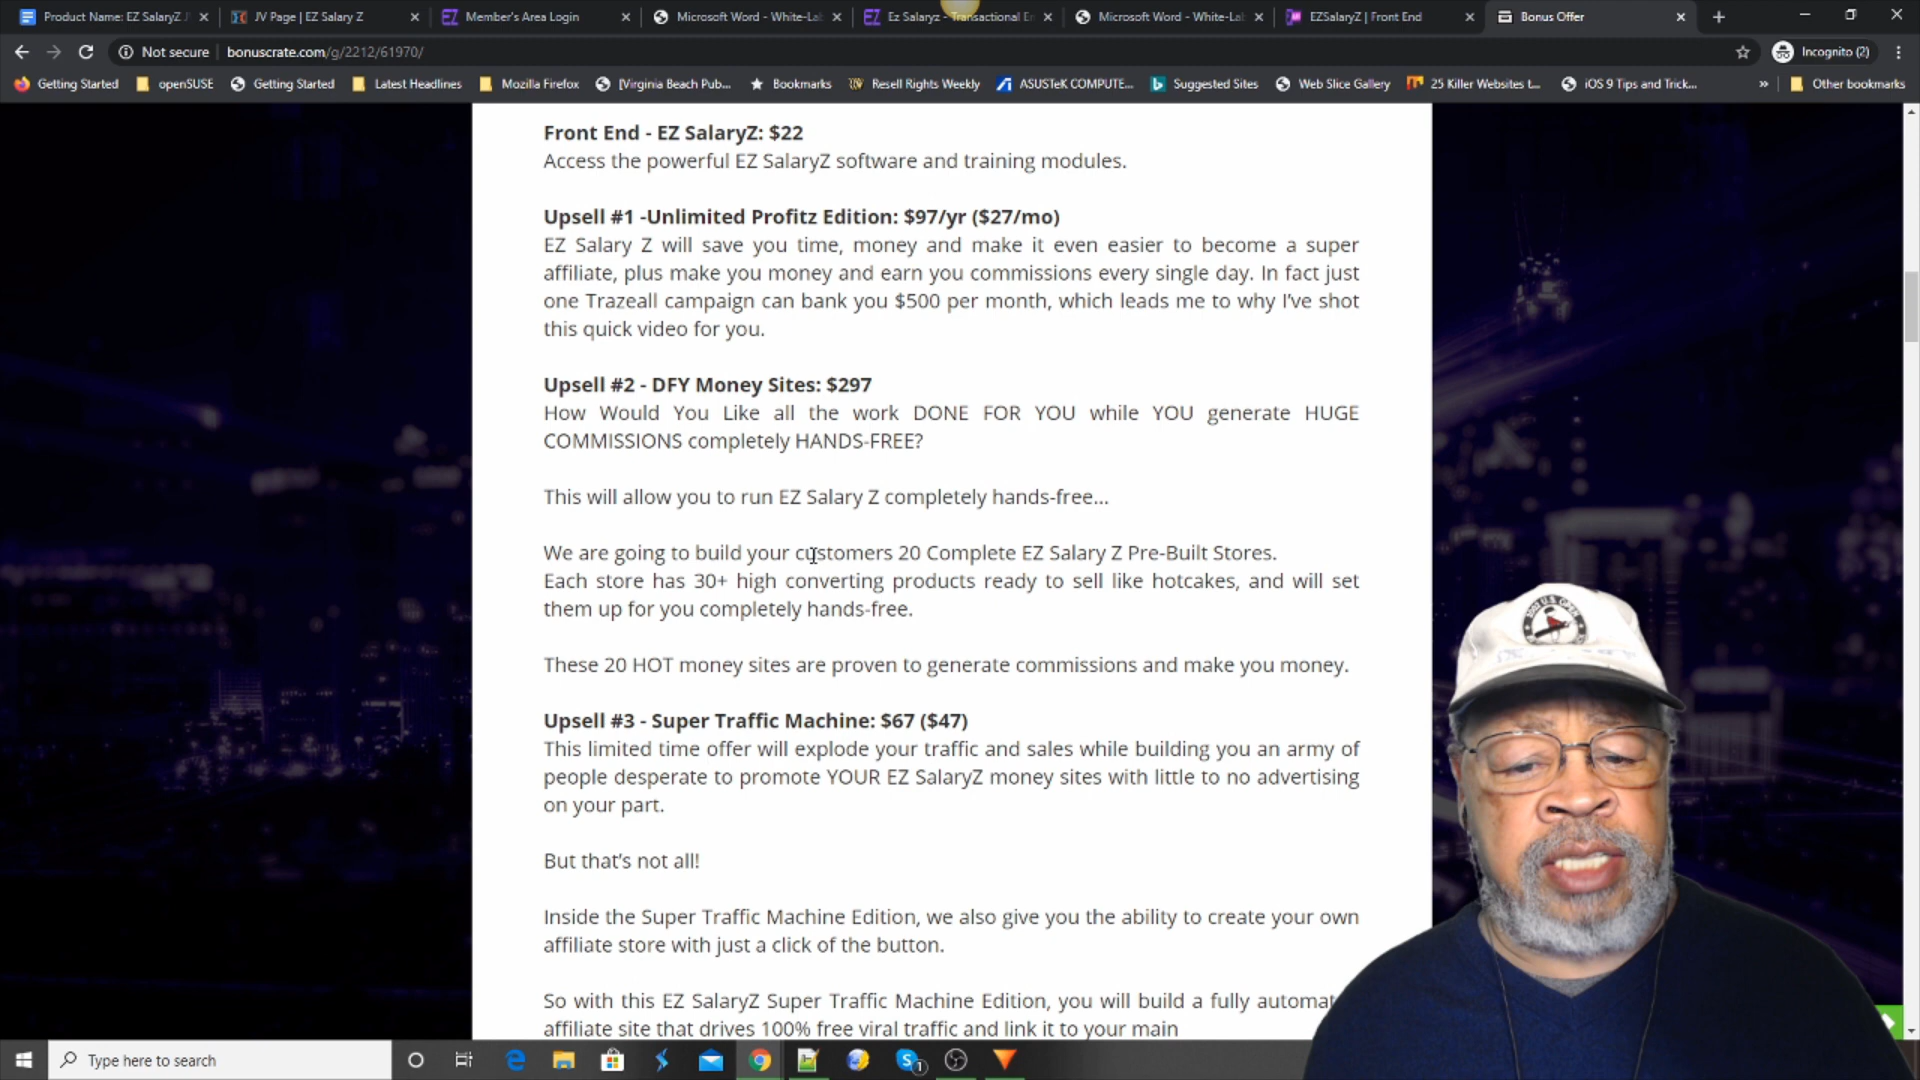 Product Name: EZ SalaryZ J
JV Page | EZ Salary Z
Member's Area Login
Microsoft Word - White-La
Ez Salaryz - Transactional E
Microsoft Word - White-La
EZSalaryZ | Front End
Bonus Offer
Not secure
bonuscrate.com/g/2212/61970/
Incognito (2)
Getting Started
openSUSE
Getting Started
Latest Headlines
Mozilla Firefox
[Virginia Beach Pub...
Bookmarks
Resell Rights Weekly
ASUSTeK COMPUTE...
Suggested Sites
Web Slice Gallery
25 Killer Websites t...
iOS 9 Tips and Trick...
»
Other bookmarks
Front End - EZ SalaryZ: $22
Access the powerful EZ SalaryZ software and training modules.
Upsell #1 -Unlimited Profitz Edition: $97/yr ($27/mo)
EZ Salary Z will save you time, money and make it even easier to become a super
affiliate, plus make you money and earn you commissions every single day. In fact just
one Trazeall campaign can bank you $500 per month, which leads me to why I've shot
this quick video for you.
Upsell #2 - DFY Money Sites: $297
How Would You Like all the work DONE FOR YOU while YOU generate HUGE
COMMISSIONS completely HANDS-FREE?
This will allow you to run EZ Salary Z completely hands-free...
We are going to build your customers 20 Complete EZ Salary Z Pre-Built Stores.
Each store has 30+ high converting products ready to sell like hotcakes, and will set
them up for you completely hands-free.
These 20 HOT money sites are proven to generate commissions and make you money.
Upsell #3 - Super Traffic Machine: $67 ($47)
This limited time offer will explode your traffic and sales while building you an army of
people desperate to promote YOUR EZ SalaryZ money sites with little to no advertising
on your part.
But that's not all!
Inside the Super Traffic Machine Edition, we also give you the ability to create your own
affiliate store with just a click of the button.
So with this EZ SalaryZ Super Traffic Machine Edition, you will build a fully automat
affiliate site that drives 100% free viral traffic and link it to your main
Type here to search